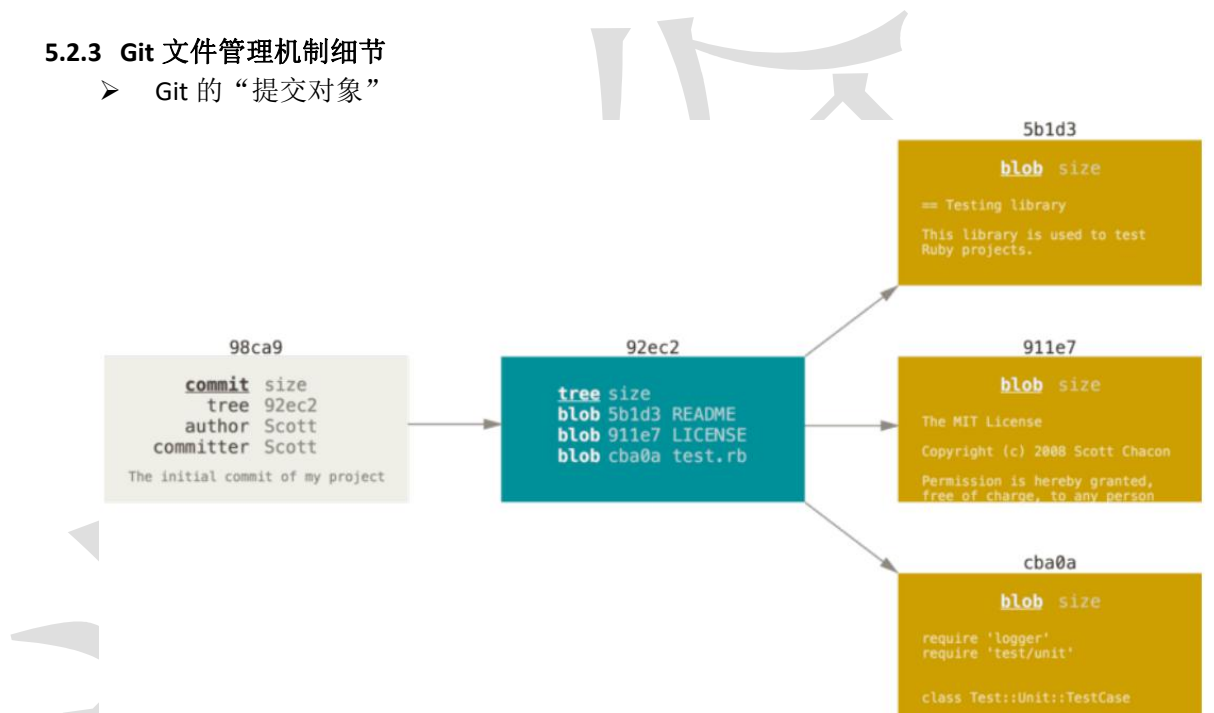 5.2.3 Git 文件管理机制细节
➢ Git 的“提交对象”
98ca9
commit size
tree 92ec2
author Scott
committer Scott
The initial commit of my project
92ec2
tree size
blob 5b1d3 README
blob 911e7 LICENSE
blob cba0a test.rb
5b1d3
blob size
== Testing library
This library is used to test
Ruby projects.
911e7
blob size
The MIT License
Copyright (c) 2008 Scott Chacon
Permission is hereby granted,
free of charge, to any person
cba0a
blob size
require 'logger'
require 'test/unit'
class Test::Unit::TestCase